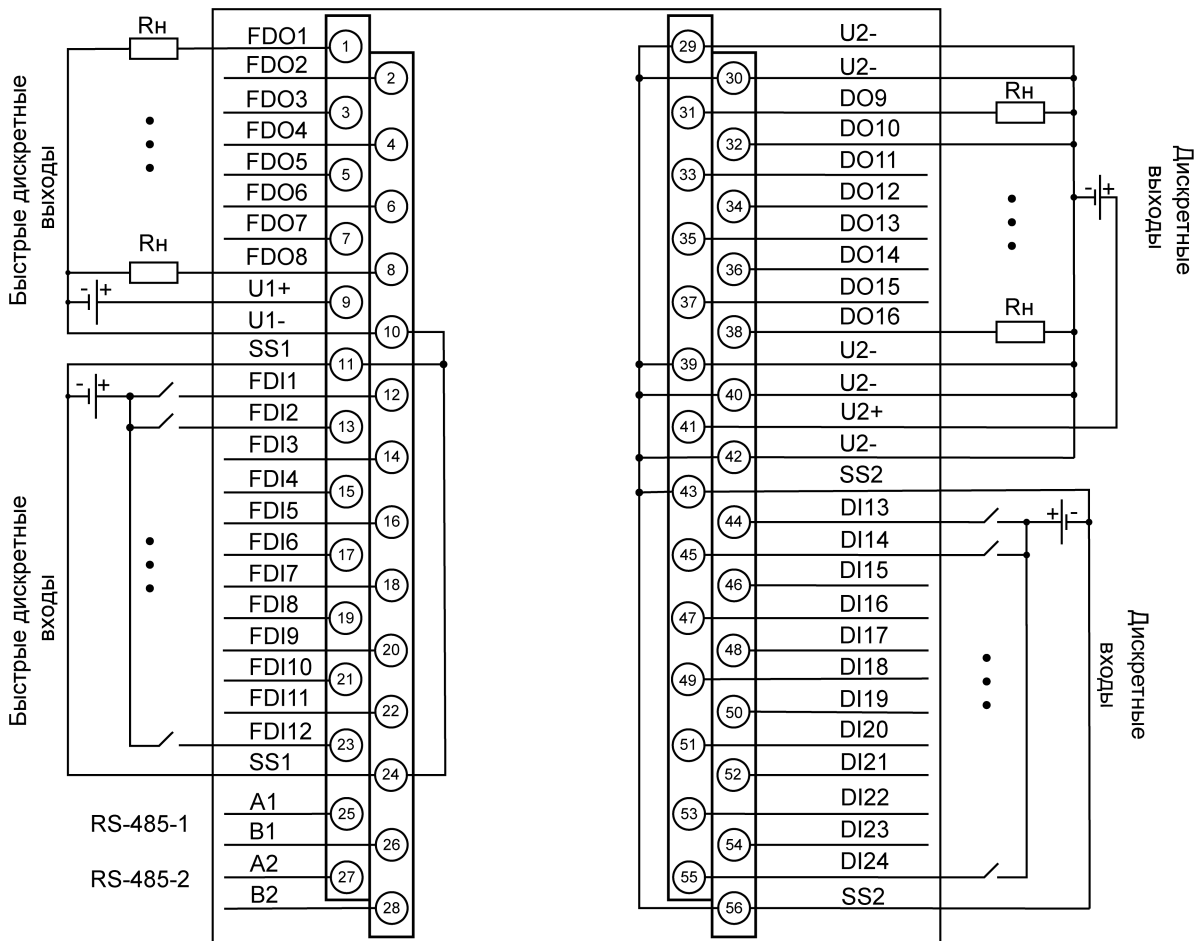 Rн
FDO1
1
FDO2
2
FDO3
3
FDO4
4
FDO5
5
FDO6
6
FDO7
7
Rн
FDO8
8
- +
U1+
9
U1-
10
SS1
11
- +
FDI1
12
FDI2
13
FDI3
14
FDI4
15
FDI5
16
FDI6
17
FDI7
18
FDI8
19
FDI9
20
FDI10
21
FDI11
22
FDI12
23
SS1
24
RS-485-1
A1
25
B1
26
RS-485-2
A2
27
B2
28
Быстрые дискретные
выходы
Быстрые дискретные
входы
29
U2-
30
U2-
31
DO9
Rн
32
DO10
33
DO11
34
DO12
- +
35
DO13
36
DO14
37
DO15
38
DO16
Rн
39
U2-
40
U2-
41
U2+
42
U2-
43
SS2
44
DI13
+ -
45
DI14
46
DI15
47
DI16
48
DI17
49
DI18
50
DI19
51
DI20
52
DI21
53
DI22
54
DI23
55
DI24
56
SS2
Дискретные
выходы
Дискретные
входы